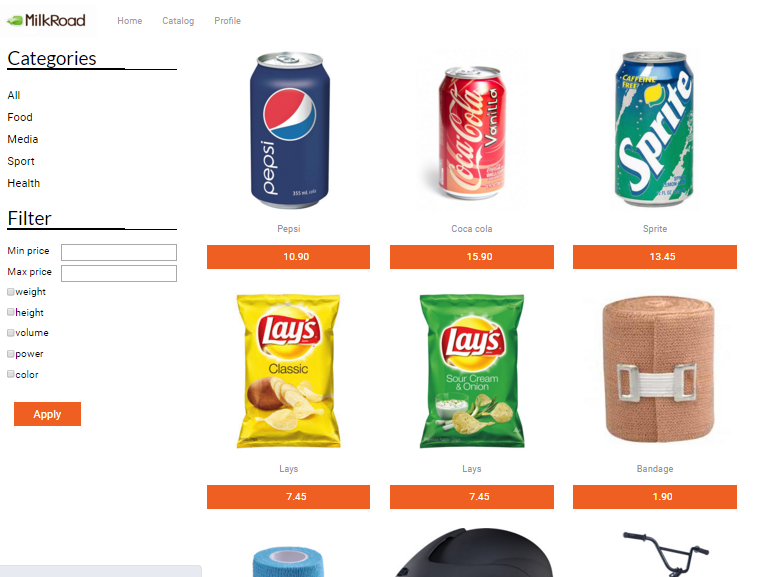 MilkRoad
Home Catalog Profile
Categories
All
Food
Media
Sport
Health
Filter
Min price
Max price
weight
height
volume
power
color
Apply
pepsi
355 mL
Pepsi
10.90
Coca-Cola
Vanilla
Coca cola
15.90
CAFFEINE
FREE
Sprite
Sprite
13.45
Lay's
Classic
Lays
7.45
Lay's
Sour Cream
& Onion
Lays
7.45
Bandage
1.90